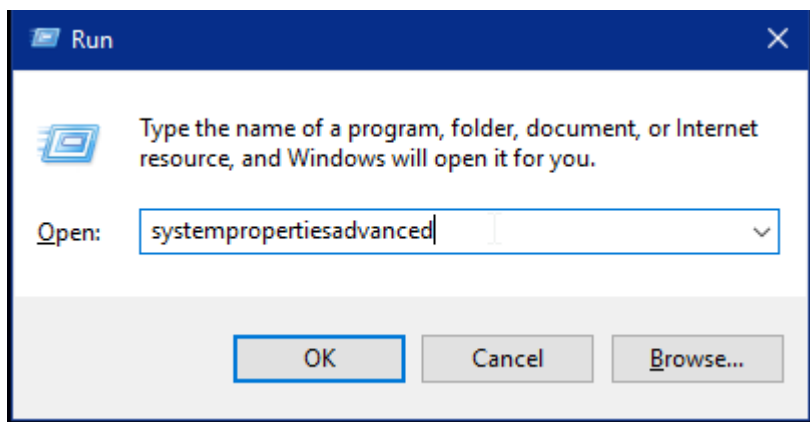 Run
Type the name of a program, folder, document, or Internet
resource, and Windows will open it for you.
Open: systempropertiesadvanced
OK Cancel Browse...